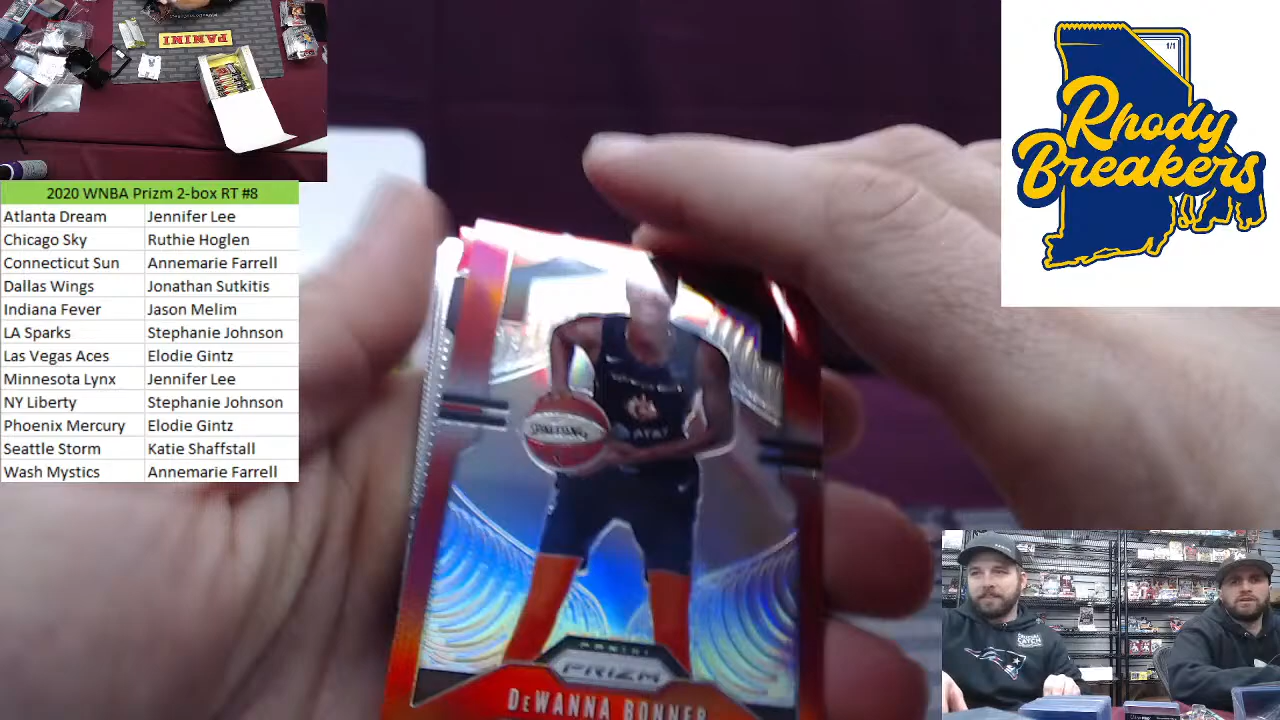 PANINI
2020 WNBA Prizm 2-box RT #8
Atlanta Dream Jennifer Lee
Chicago Sky Ruthie Hoglen
Connecticut Sun Annemarie Farrell
Dallas Wings Jonathan Sutkitis
Indiana Fever Jason Melim
LA Sparks Stephanie Johnson
Las Vegas Aces Elodie Gintz
Minnesota Lynx Jennifer Lee
NY Liberty Stephanie Johnson
Phoenix Mercury Elodie Gintz
Seattle Storm Katie Shaffstall
Wash Mystics Annemarie Farrell
1/1
Rhody
Breakers
SPALDING
AT&T
PANINI
PRIZM
DEWANNA BONNER